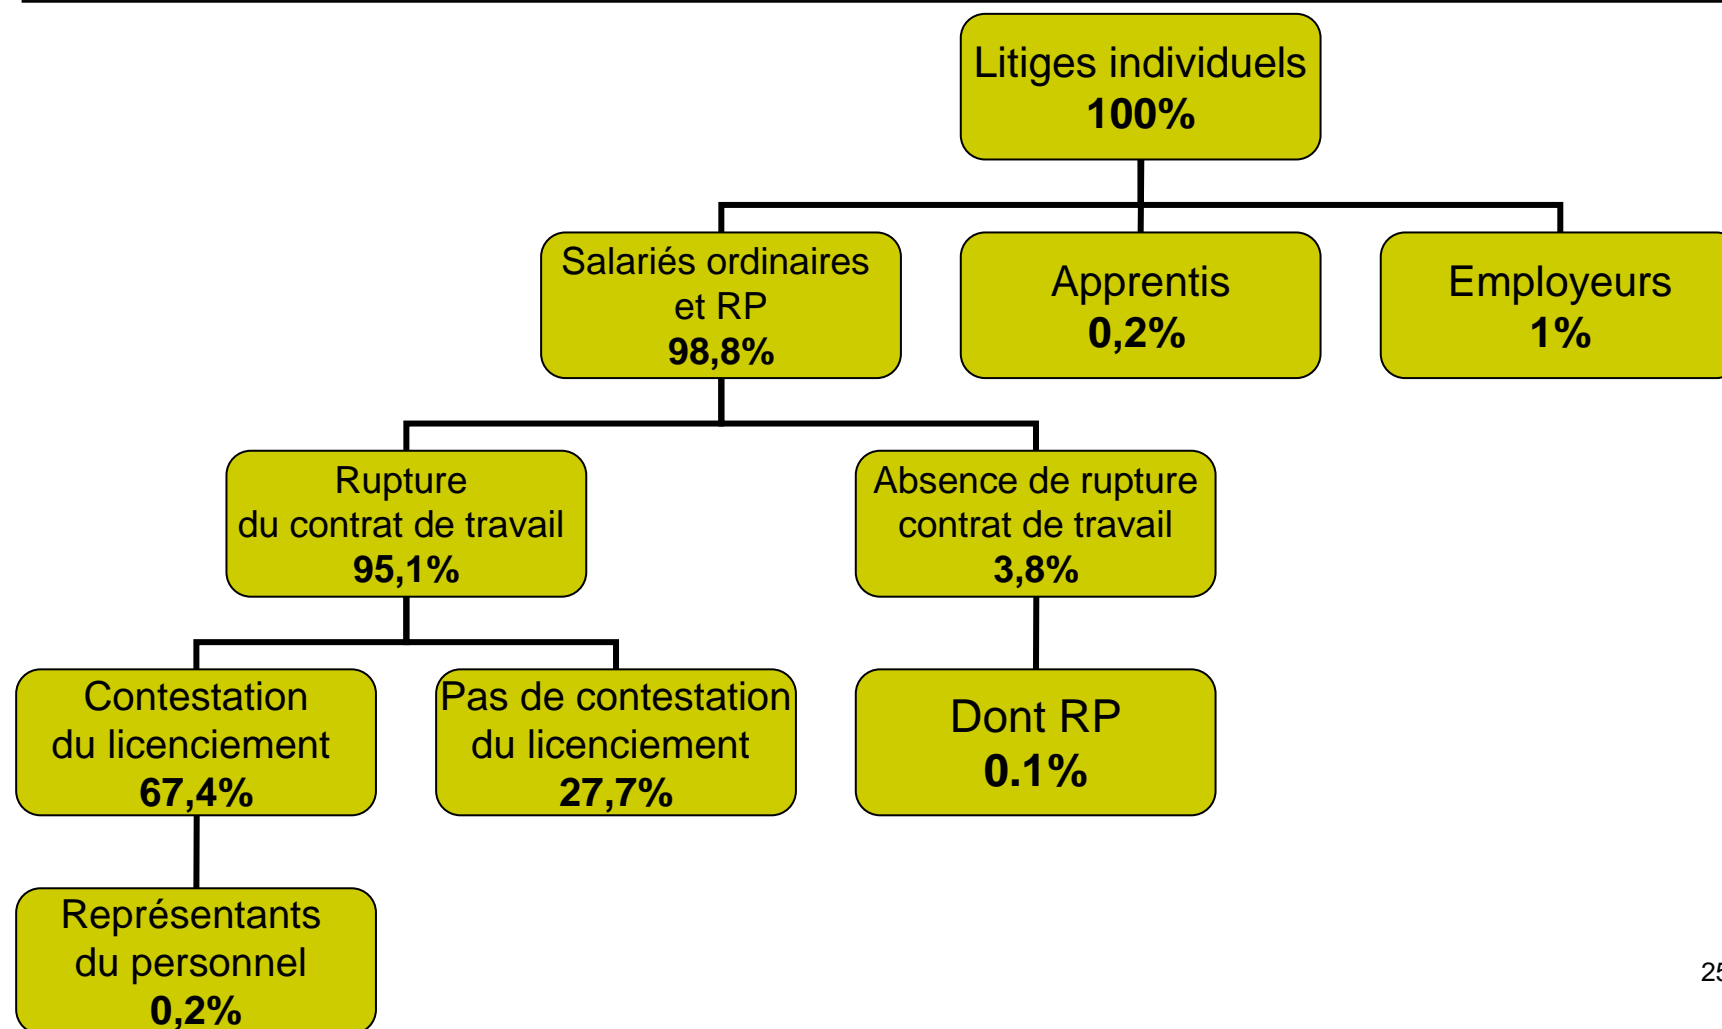 Litiges individuels
100%
Salariés ordinaires
et RP
98,8%
Apprentis
0,2%
Employeurs
1%
Rupture
du contrat de travail
95,1%
Absence de rupture
contrat de travail
3,8%
Contestation
du licenciement
67,4%
Pas de contestation
du licenciement
27,7%
Dont RP
0.1%
Représentants
du personnel
0,2%
25